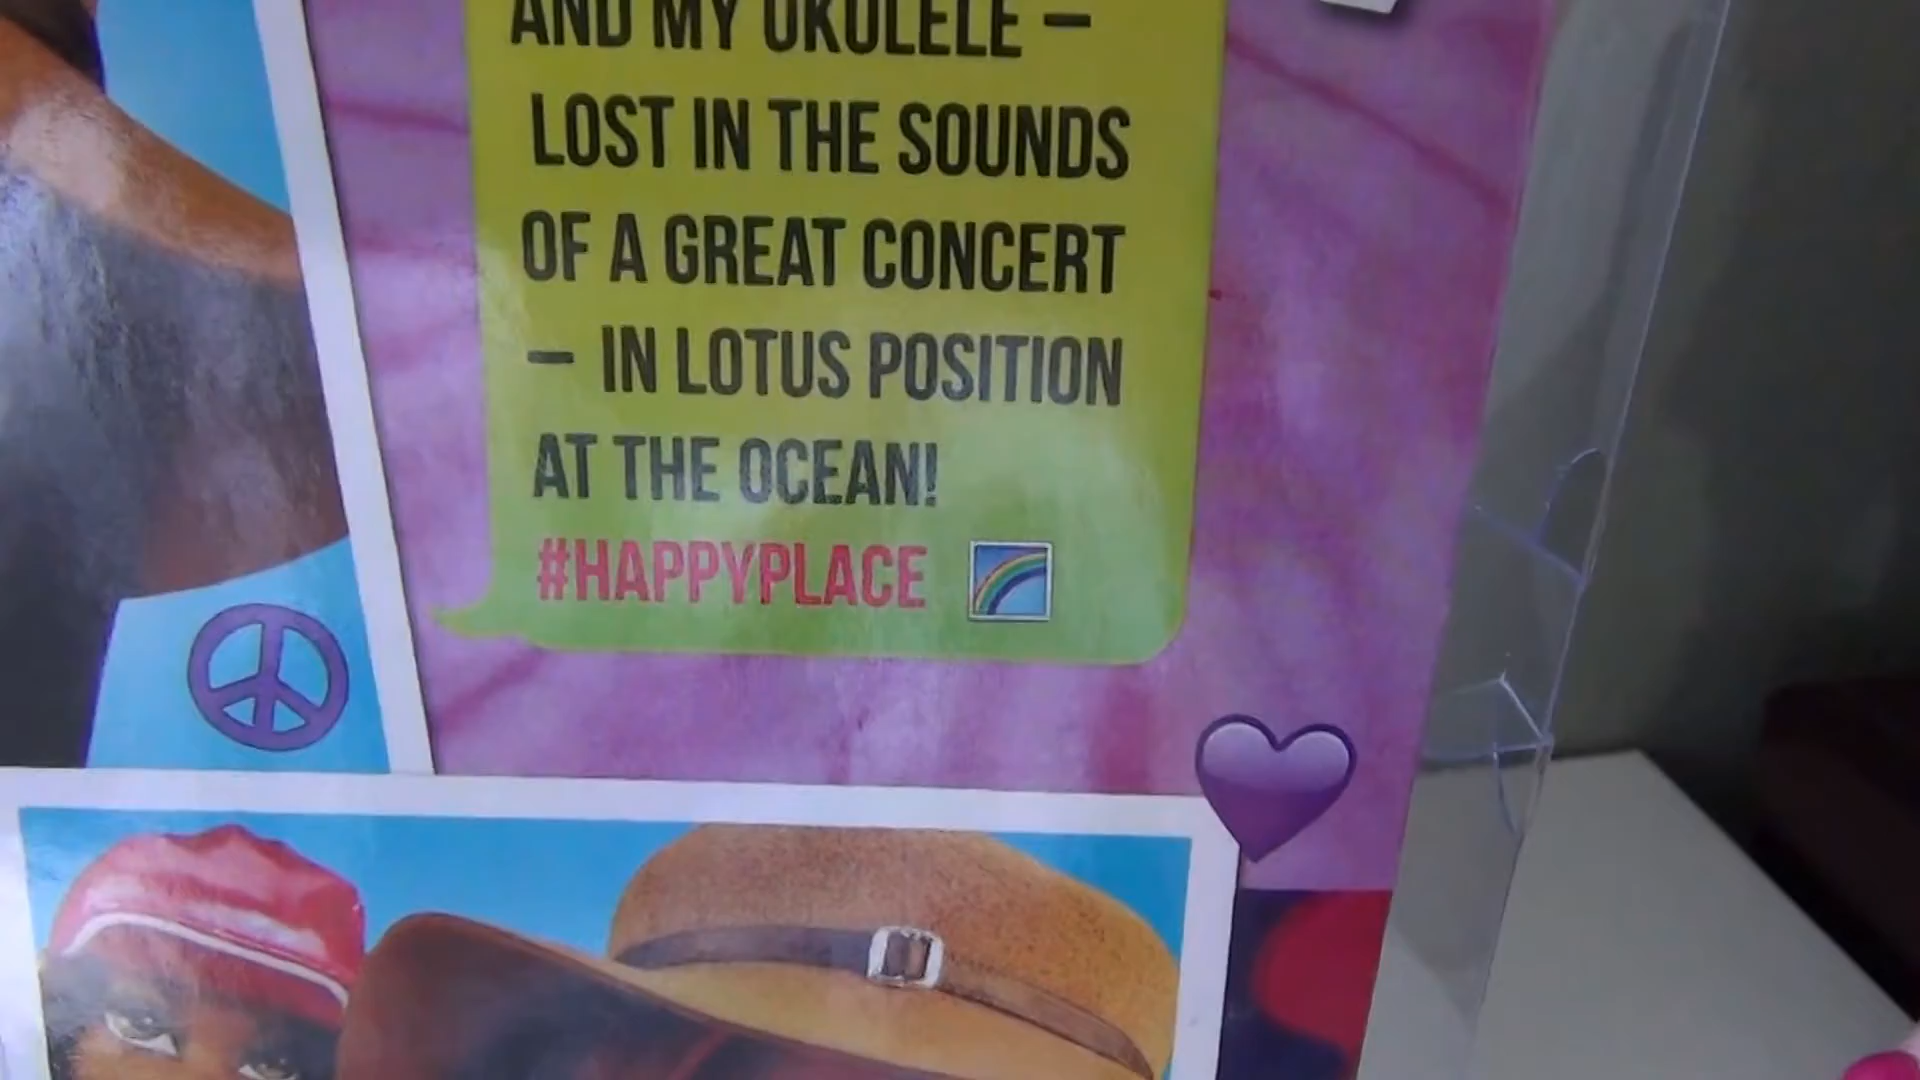 AND MY UKULELE –
LOST IN THE SOUNDS
OF A GREAT CONCERT
– IN LOTUS POSITION
AT THE OCEAN!
#HAPPYPLACE